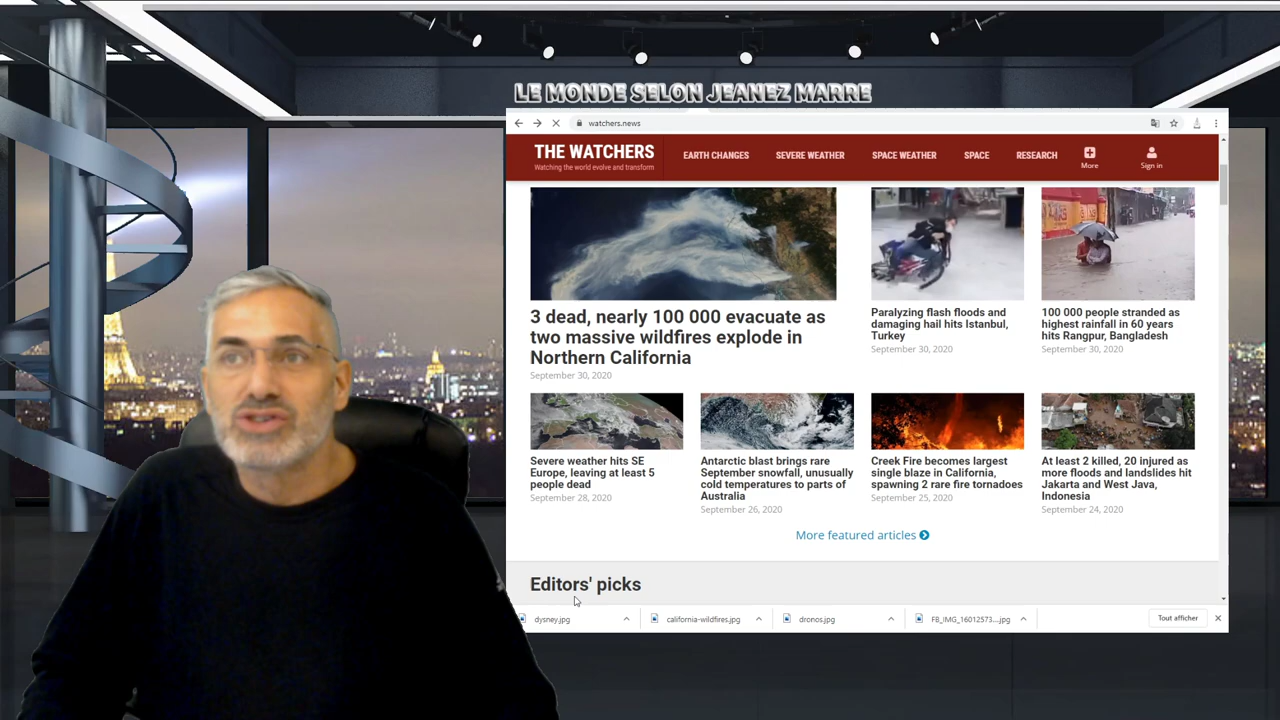 LE MONDE SELON JEANEZ MARRE
watchers.news
THE WATCHERS
Watching the world evolve and transform
EARTH CHANGES
SEVERE WEATHER
SPACE WEATHER
SPACE
RESEARCH
More
Sign in
3 dead, nearly 100 000 evacuate as
two massive wildfires explode in
Northern California
September 30, 2020
Paralyzing flash floods and
damaging hail hits Istanbul,
Turkey
September 30, 2020
100 000 people stranded as
highest rainfall in 60 years
hits Rangpur, Bangladesh
September 30, 2020
Severe weather hits SE
Europe, leaving at least 5
people dead
September 28, 2020
Antarctic blast brings rare
September snowfall, unusually
cold temperatures to parts of
Australia
September 26, 2020
Creek Fire becomes largest
single blaze in California,
spawning 2 rare fire tornadoes
September 25, 2020
At least 2 killed, 20 injured as
more floods and landslides hit
Jakarta and West Java,
Indonesia
September 24, 2020
More featured articles
Editors' picks
dysney.jpg
california-wildfires.jpg
dronos.jpg
FB_IMG_16012573....jpg
Tout afficher